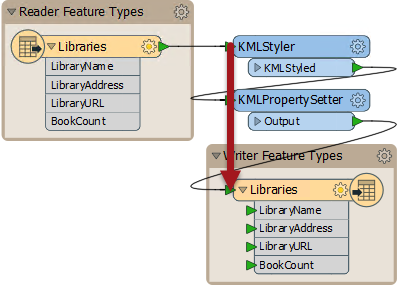 Reader Feature Types
Libraries
LibraryName
LibraryAddress
LibraryURL
BookCount
KMLStyler
KMLStyled
KMLPropertySetter
Output
Writer Feature Types
Libraries
LibraryName
LibraryAddress
LibraryURL
BookCount